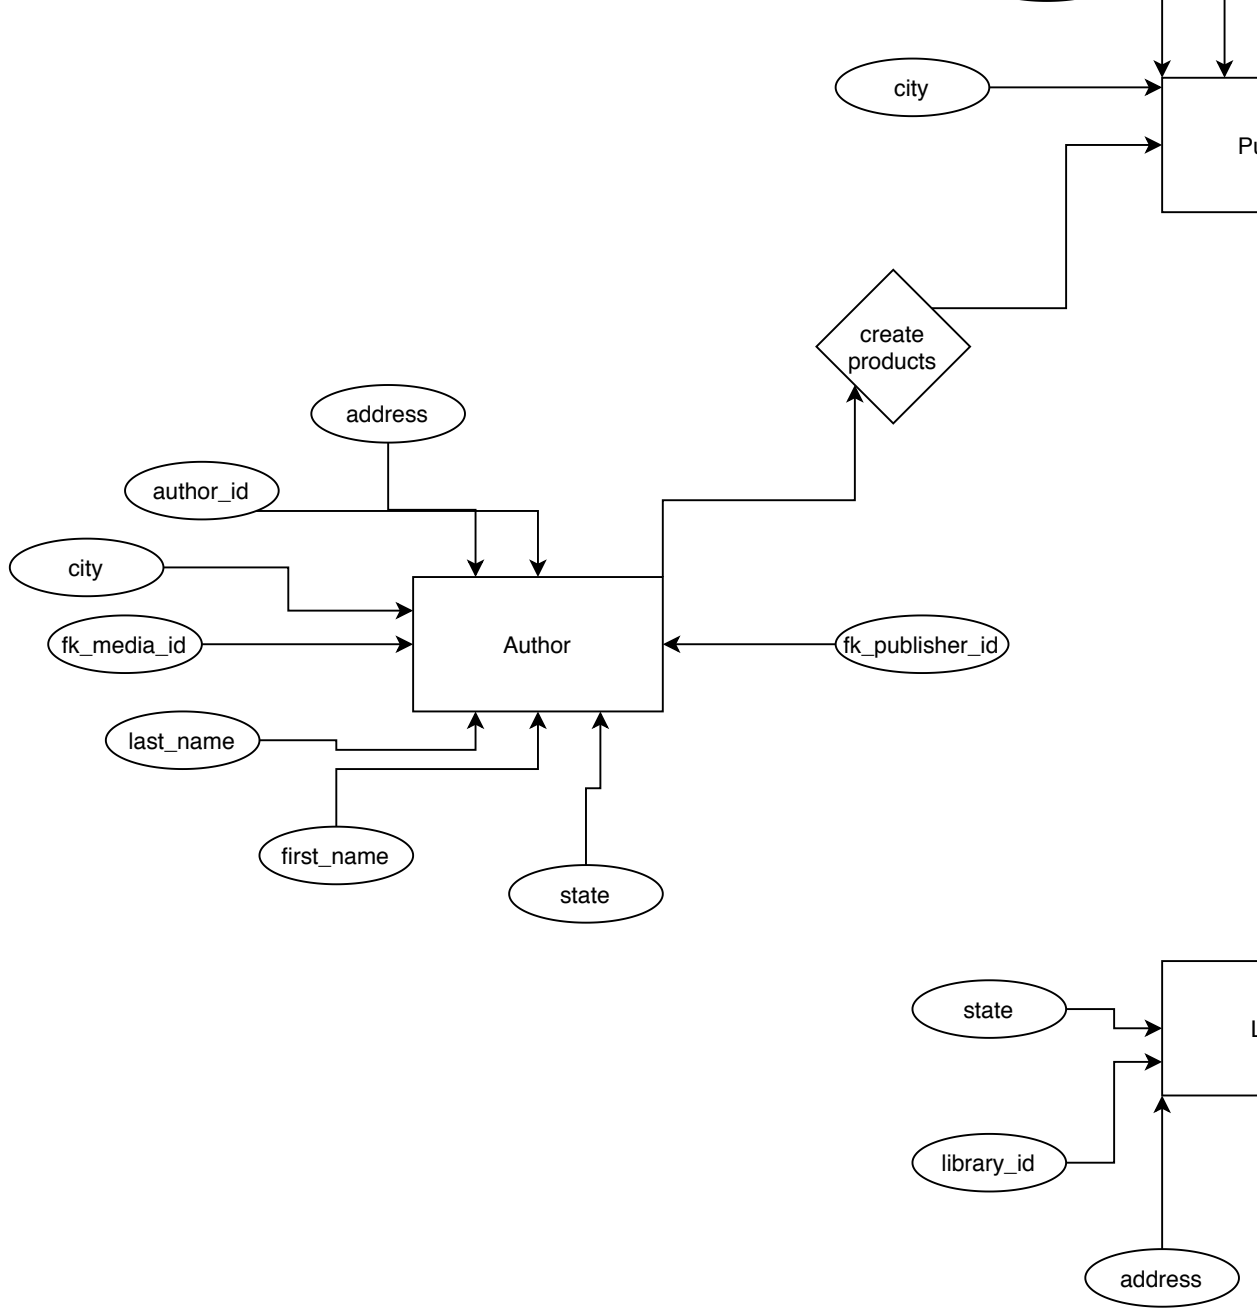 city
create
products
address
author_id
city
fk_media_id
Author
fk_publisher_id
last_name
first_name
state
state
library_id
address